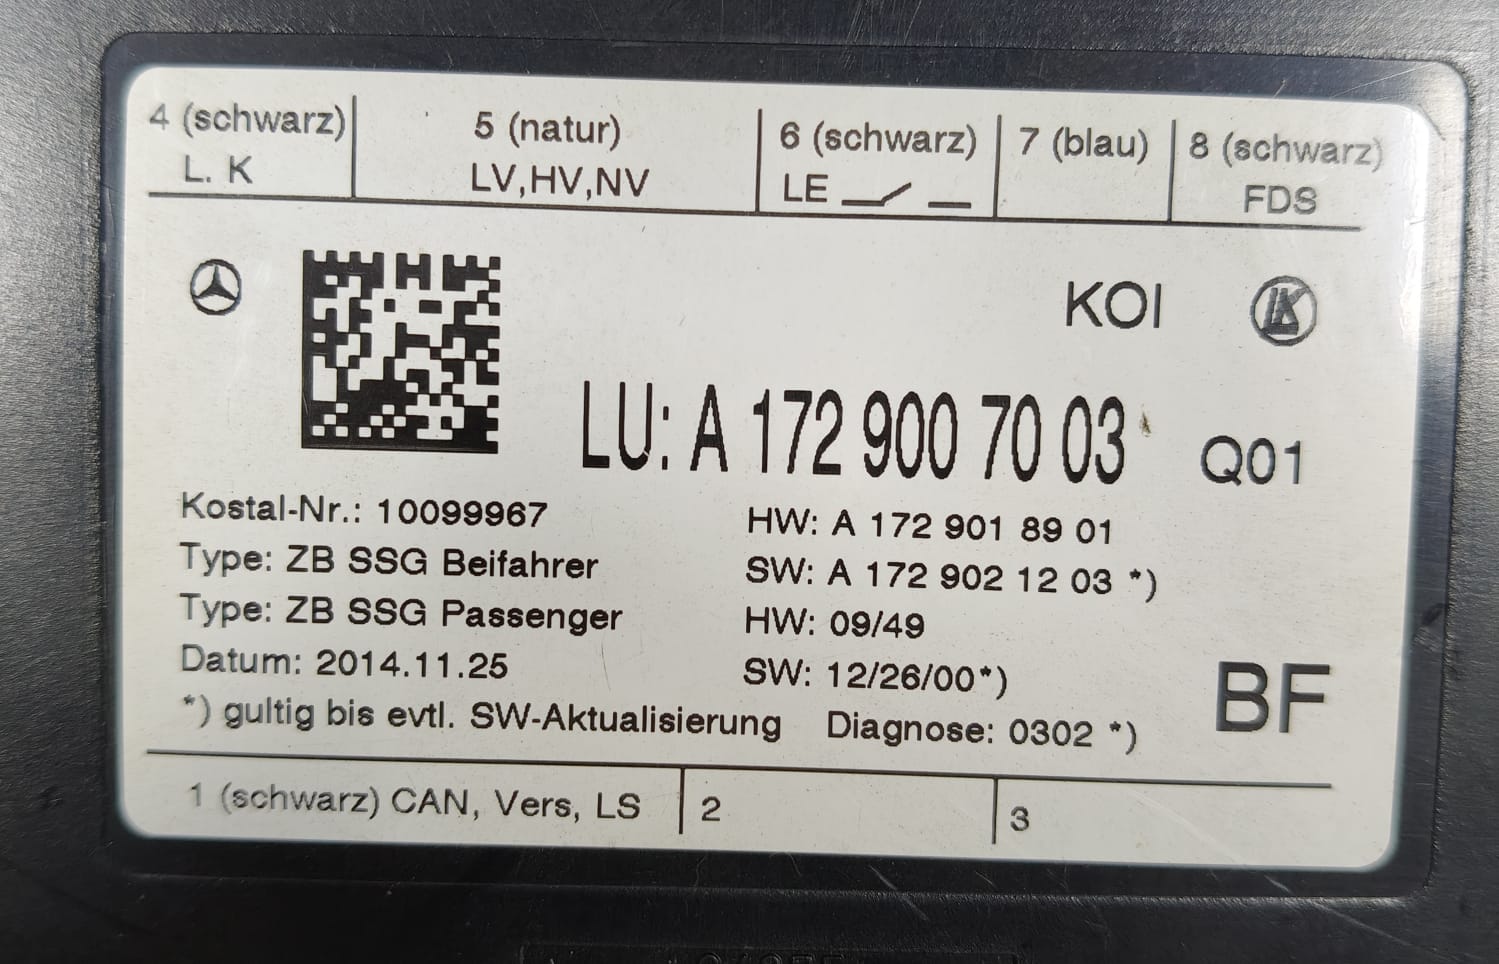 4 (schwarz) 5 (natur) 6 (schwarz) 7 (blau) 8 (schwarz)
L. K LV,HV,NV LE FDS
KOI
LU: A 172 900 70 03 Q01
Kostal-Nr.: 10099967 HW: A 172 901 89 01
Type: ZB SSG Beifahrer SW: A 172 902 12 03 *)
Type: ZB SSG Passenger HW: 09/49
Datum: 2014.11.25 SW: 12/26/00*)
BF
*) gultig bis evtl. SW-Aktualisierung Diagnose: 0302 *)
1 (schwarz) CAN, Vers, LS 2 3